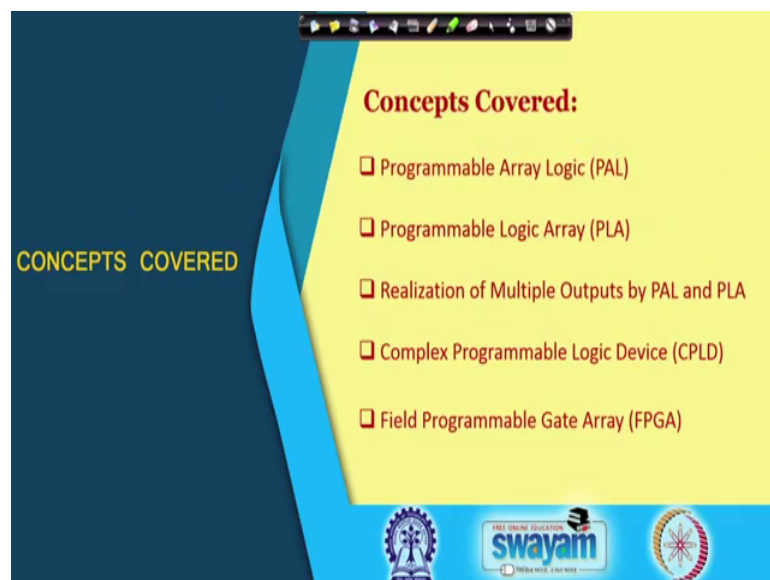 Concepts Covered:
❑ Programmable Array Logic (PAL)
❑ Programmable Logic Array (PLA)
CONCEPTS COVERED
❑ Realization of Multiple Outputs by PAL and PLA
❑ Complex Programmable Logic Device (CPLD)
❑ Field Programmable Gate Array (FPGA)
FREE ONLINE EDUCATION
swayam